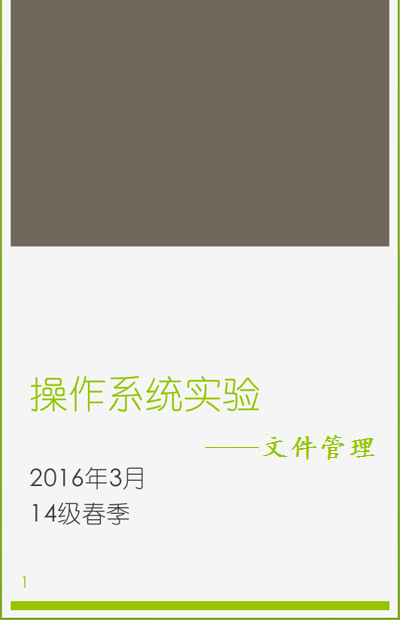 操作系统实验
——文件管理
2016年3月
14级春季
1